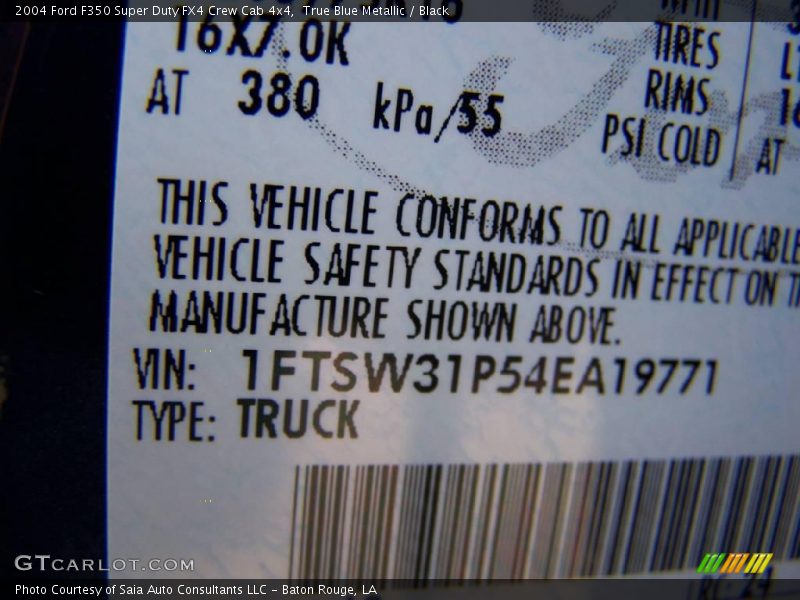 2004 Ford F350 Super Duty FX4 Crew Cab 4x4, True Blue Metallic / Black
16X7.0K TIRES
AT 380 kPa/55 RIMS
PSI COLD AT
THIS VEHICLE CONFORMS TO ALL APPLICABLE
VEHICLE SAFETY STANDARDS IN EFFECT ON
MANUFACTURE SHOWN ABOVE.
VIN: 1FTSW31P54EA19771
TYPE: TRUCK
GTCARLOT.COM
Photo Courtesy of Saia Auto Consultants LLC - Baton Rouge, LA